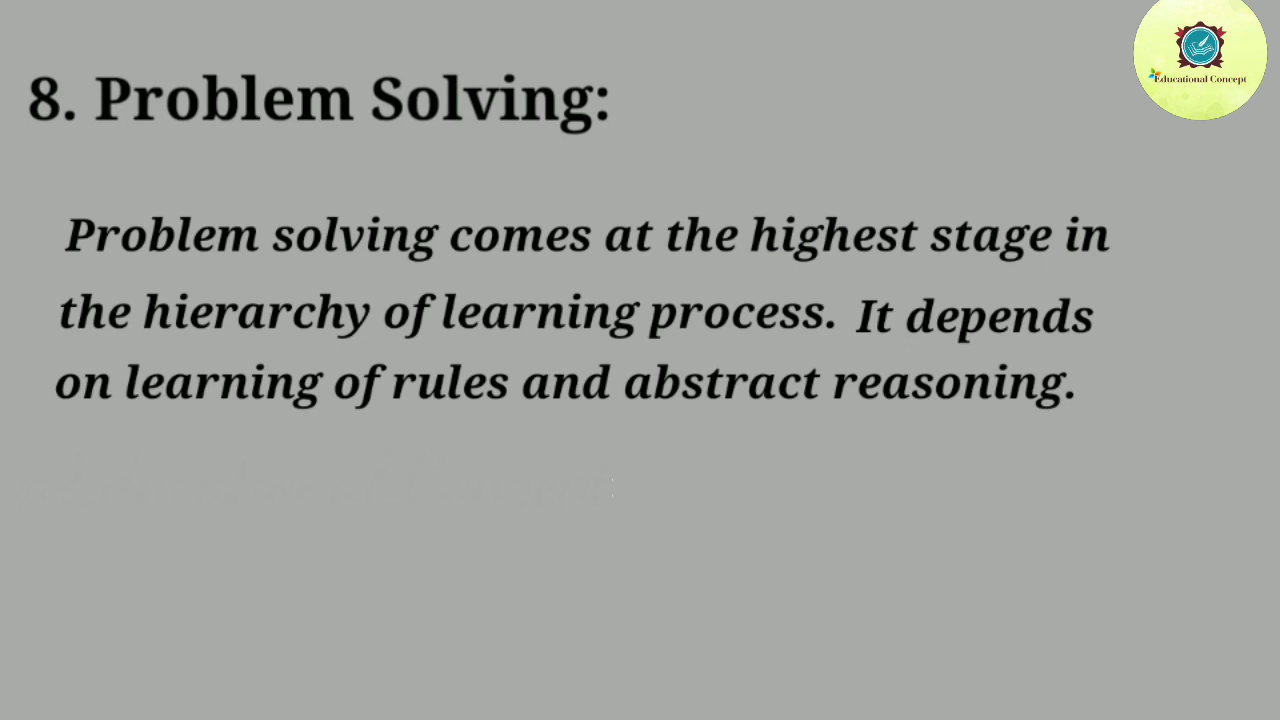 Educational Concept
8. Problem Solving:
Problem solving comes at the highest stage in
the hierarchy of learning process. It depends
on learning of rules and abstract reasoning.